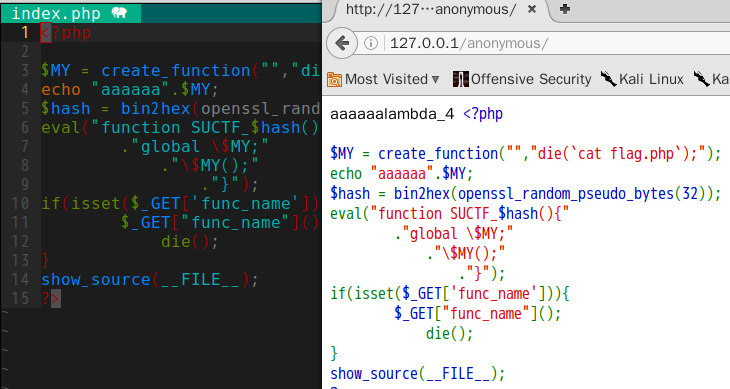 index.php
1 <?php
2
3 $MY = create_function("","di
4 echo "aaaaaa".$MY;
5 $hash = bin2hex(openssl_rand
6 eval("function SUCTF_$hash()
7 ."global \$MY;"
8 ."\$MY();"
9 ."}");
10 if(isset($_GET['func_name'])
11 $_GET["func_name"]()
12 die();
13 }
14 show_source(__FILE__);
15 ?>
~
~
~
~
http://127…anonymous/ ×
127.0.0.1/anonymous/
Most Visited Offensive Security Kali Linux Ka
aaaaaalambda_4 <?php
$MY = create_function("","die(`cat flag.php`);");
echo "aaaaaa".$MY;
$hash = bin2hex(openssl_random_pseudo_bytes(32));
eval("function SUCTF_$hash(){"
."global \$MY;"
."\$MY();"
."}");
if(isset($_GET['func_name'])){
$_GET["func_name"]();
die();
}
show_source(__FILE__);